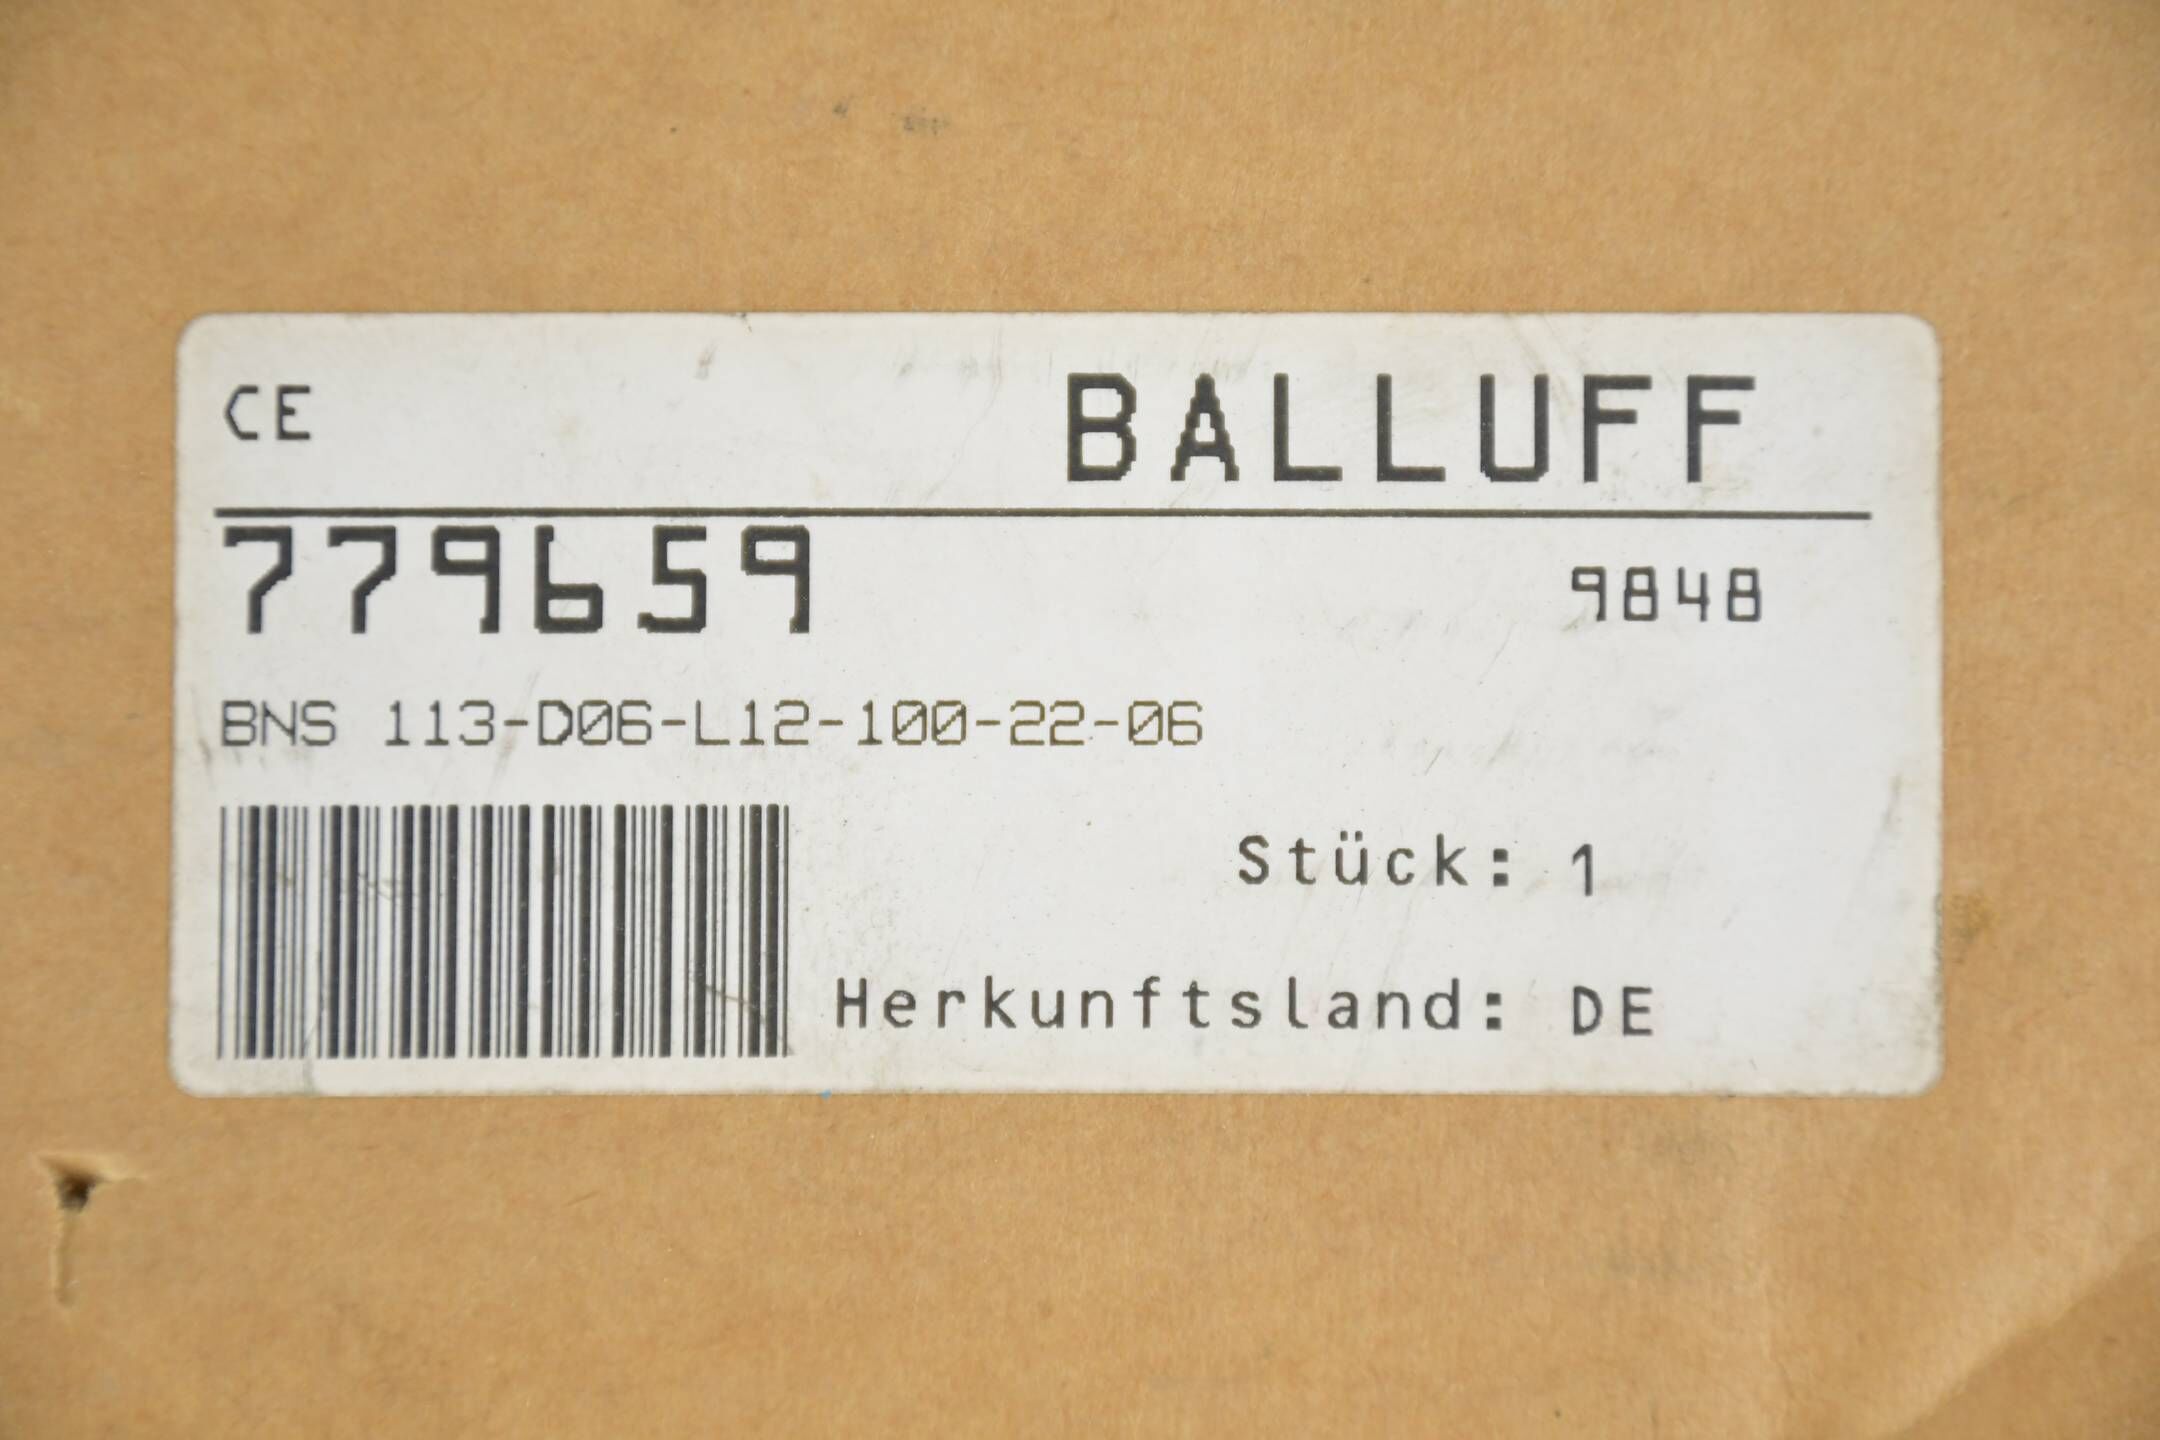 CE BALLUFF
779659 9848
BNS 113-D06-L12-100-22-06
Stück: 1
Herkunftsland: DE